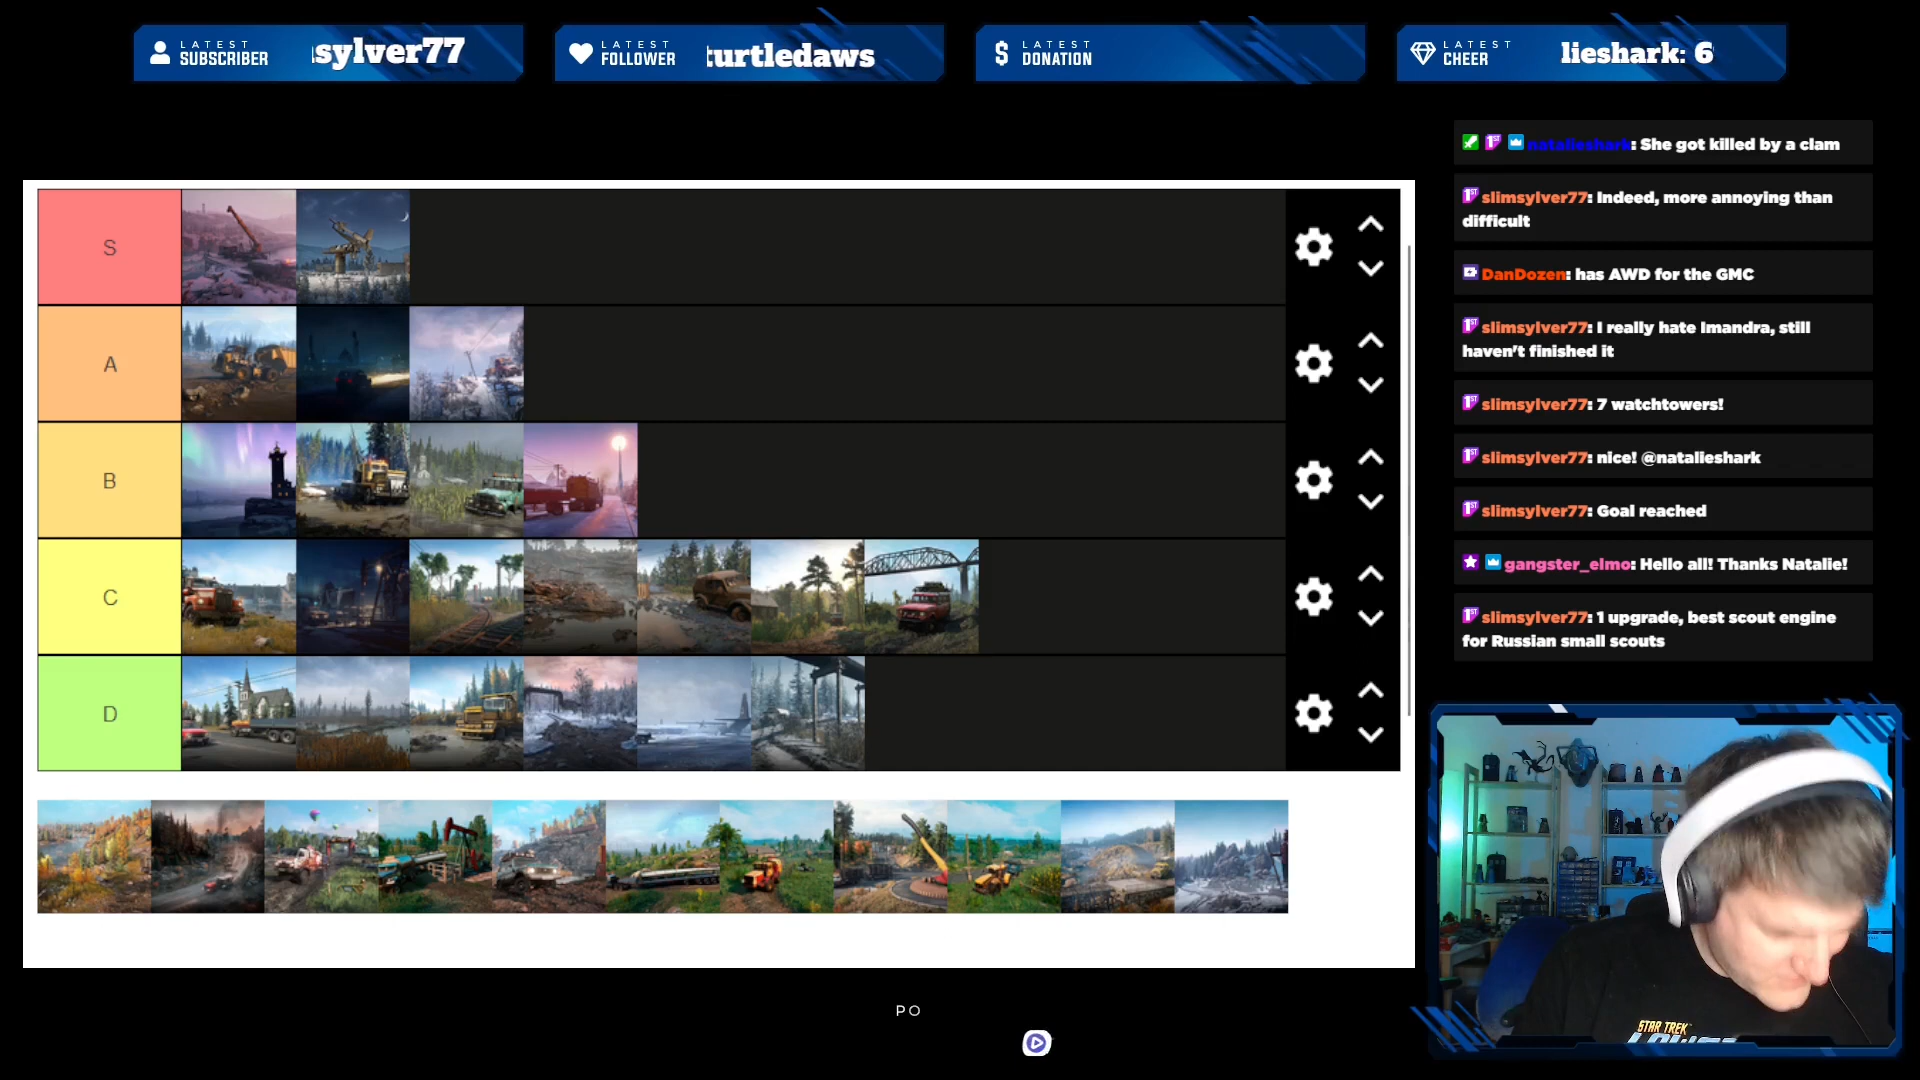 LATEST
SUBSCRIBER
sylver77
LATEST
FOLLOWER
turtledaws
LATEST
DONATION
LATEST
CHEER
lieshark: 6
natalieshark: She got killed by a clam
slimsylver77: Indeed, more annoying than
difficult
DanDozen: has AWD for the GMC
slimsylver77: I really hate Imandra, still
haven't finished it
slimsylver77: 7 watchtowers!
slimsylver77: nice! @natalieshark
slimsylver77: Goal reached
gangster_elmo: Hello all! Thanks Natalie!
slimsylver77: 1 upgrade, best scout engine
for Russian small scouts
S
A
B
C
D
PO
STAR TREK